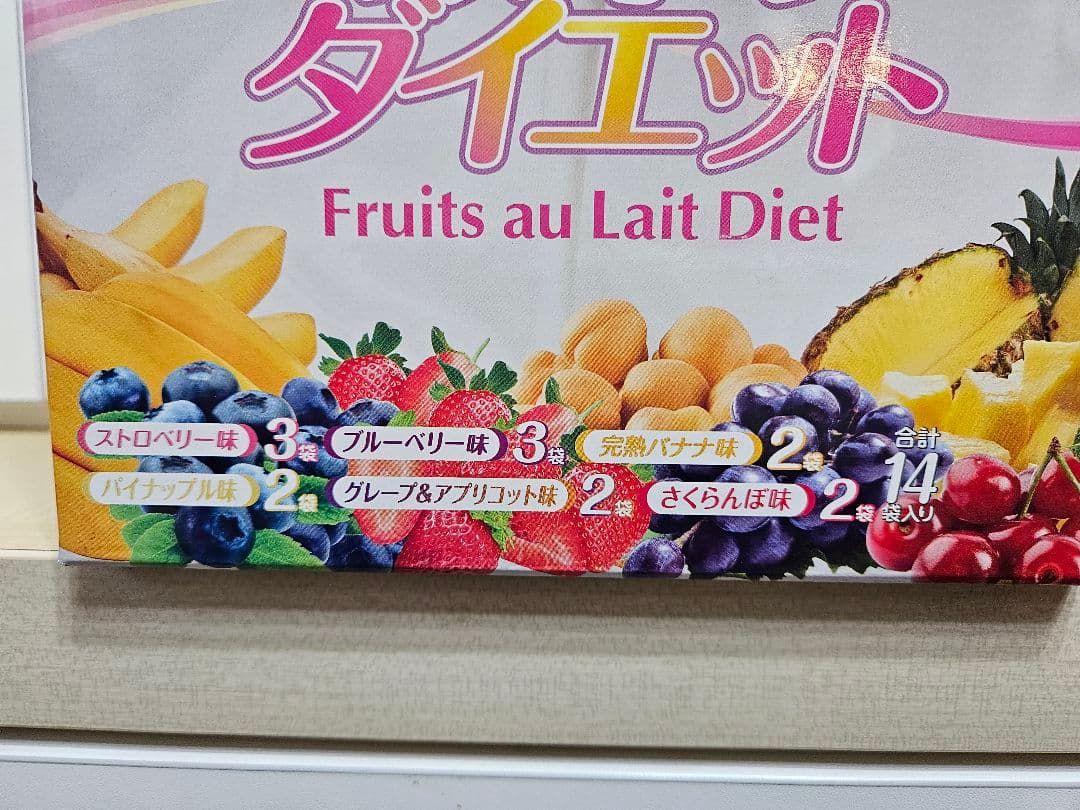 ダイエット
Fruits au Lait Diet
ストロベリー味 3袋 ブルーベリー味 3袋 完熟バナナ味 2袋
パイナップル味 2袋 グレープ&アプリコット味 2袋 さくらんぼ味 2袋
合計
14
袋入り